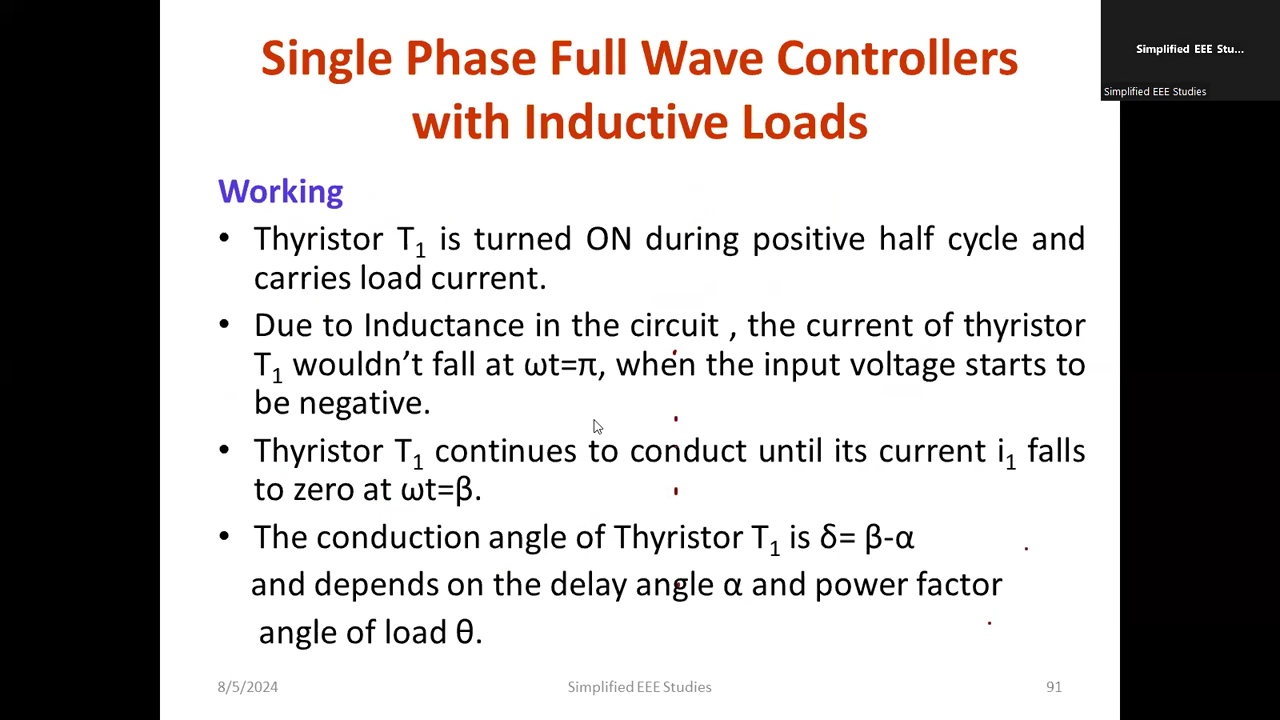 Single Phase Full Wave Controllers
with Inductive Loads
Simplified EEE Stu...
Simplified EEE Studies
Working
• Thyristor T₁ is turned ON during positive half cycle and
carries load current.
• Due to Inductance in the circuit , the current of thyristor
T₁ wouldn’t fall at ωt=π, when the input voltage starts to
be negative.
• Thyristor T₁ continues to conduct until its current i₁ falls
to zero at ωt=β.
• The conduction angle of Thyristor T₁ is δ= β-α
and depends on the delay angle α and power factor
angle of load θ.
8/5/2024 Simplified EEE Studies 91